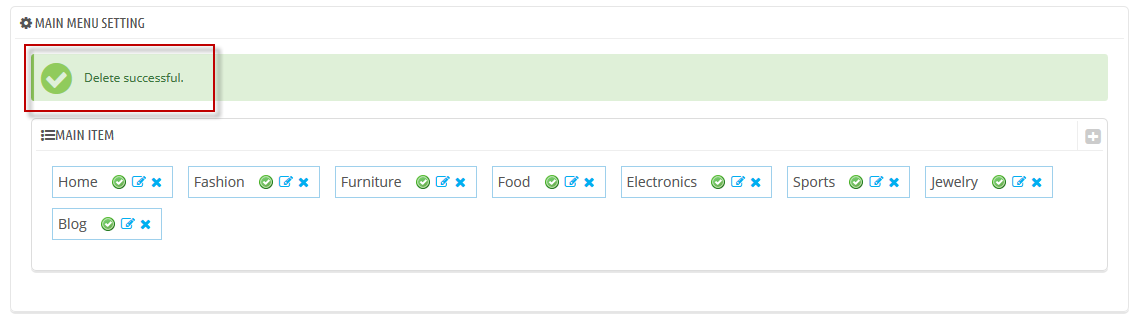 MAIN MENU SETTING
Delete successful.
MAIN ITEM
Home Fashion Furniture Food Electronics Sports Jewelry
Blog